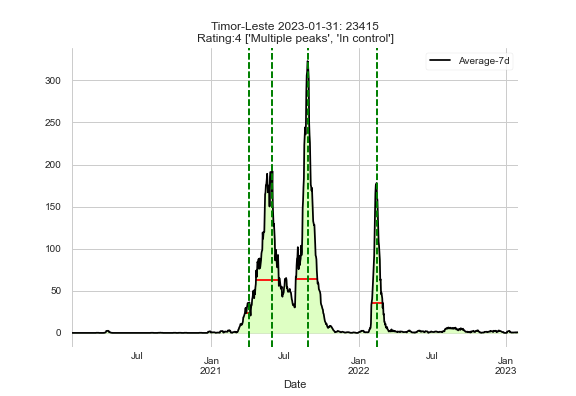 Timor-Leste 2023-01-31: 23415
Rating:4 ['Multiple peaks', 'In control']
Average-7d
300
250
200
150
100
50
0
Jul
Jan
2021
Jul
Jan
2022
Jul
Jan
2023
Date